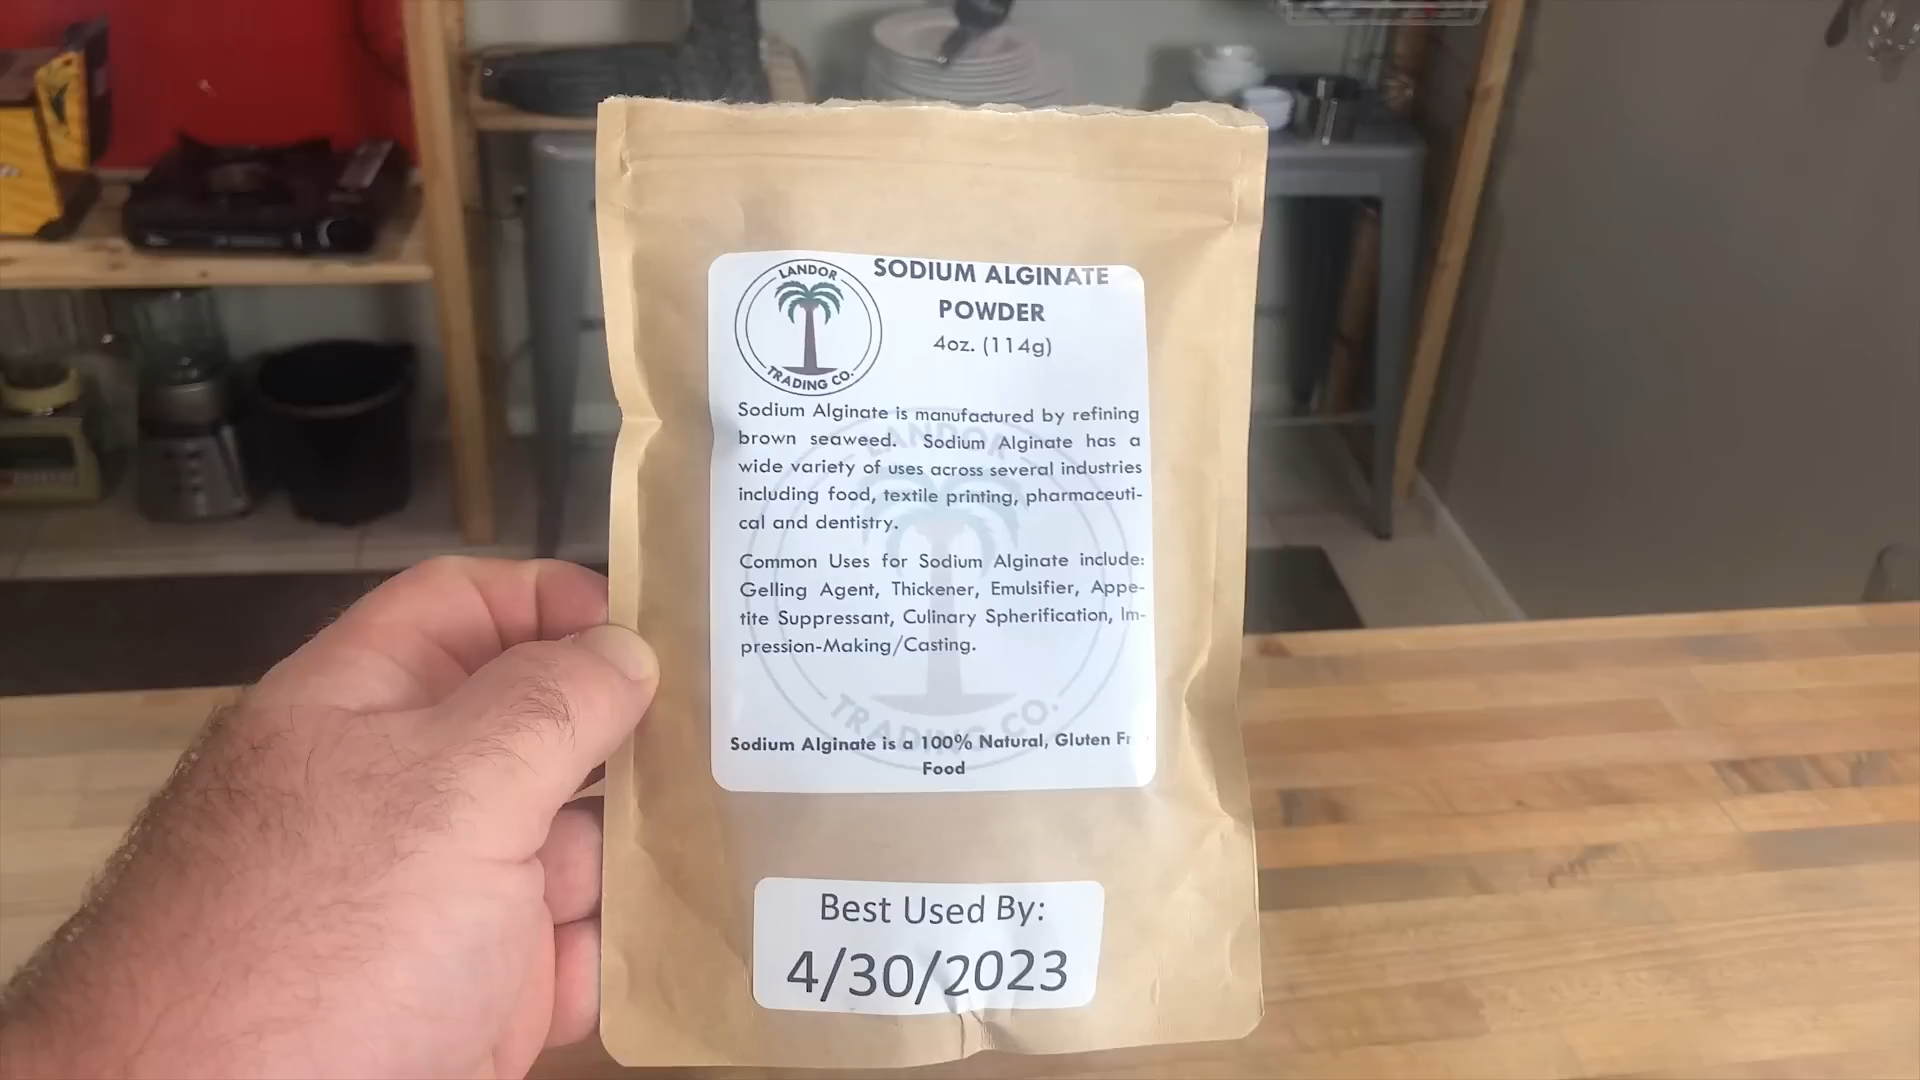 LANDOR
TRADING CO.
SODIUM ALGINATE
POWDER
4oz. (114g)
Sodium Alginate is manufactured by refining
brown seaweed. Sodium Alginate has a
wide variety of uses across several industries
including food, textile printing, pharmaceuti-
cal and dentistry.
Common Uses for Sodium Alginate include:
Gelling Agent, Thickener, Emulsifier, Appe-
tite Suppressant, Culinary Spherification, Im-
pression-Making/Casting.
LANDOR
TRADING CO.
Sodium Alginate is a 100% Natural, Gluten
Food
Best Used By:
4/30/2023